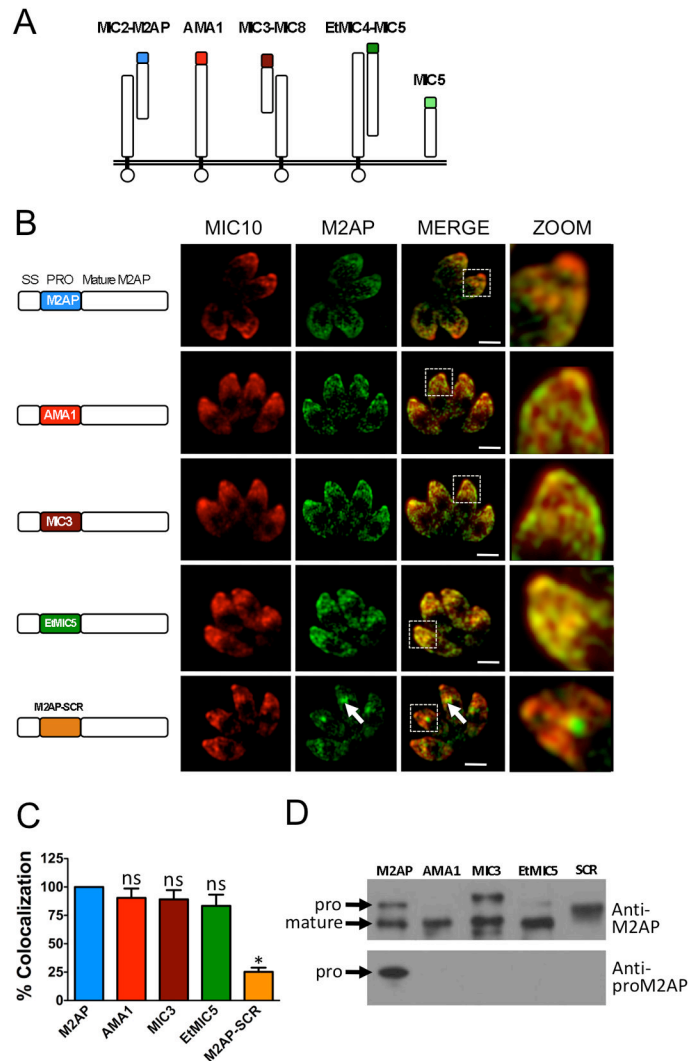 A
MIC2-M2AP AMA1 MIC3-MIC8 EtMIC4-MIC5
MIC5
B
MIC10 M2AP MERGE ZOOM
SS PRO Mature M2AP
M2AP
AMA1
MIC3
EtMIC5
M2AP-SCR
C
% Colocalization
125
100
75
50
25
0
ns ns ns *
M2AP AMA1 MIC3 EtMIC5 M2AP-SCR
D
M2AP AMA1 MIC3 EtMIC5 SCR
pro
mature
Anti-
M2AP
pro
Anti-
proM2AP